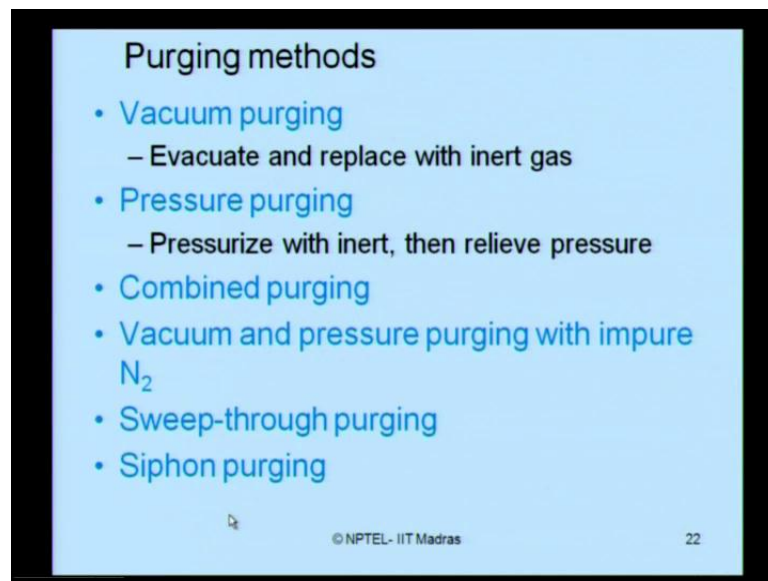 Purging methods
• Vacuum purging
– Evacuate and replace with inert gas
• Pressure purging
– Pressurize with inert, then relieve pressure
• Combined purging
• Vacuum and pressure purging with impure
N₂
• Sweep-through purging
• Siphon purging
© NPTEL- IIT Madras 22